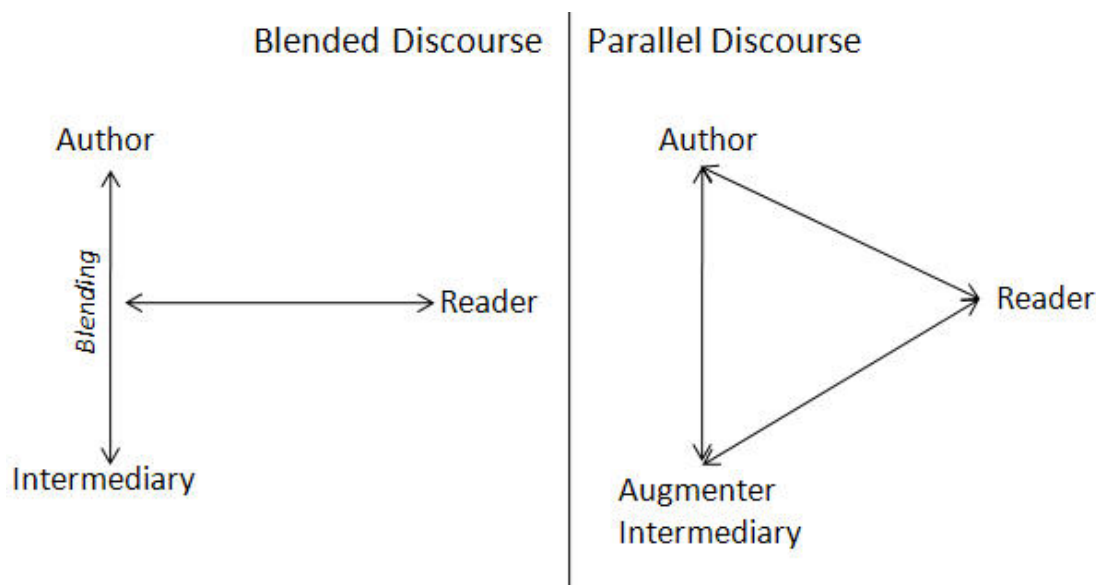 Blended Discourse
Author
Blending
Reader
Intermediary
Parallel Discourse
Author
Reader
Augmenter
Intermediary